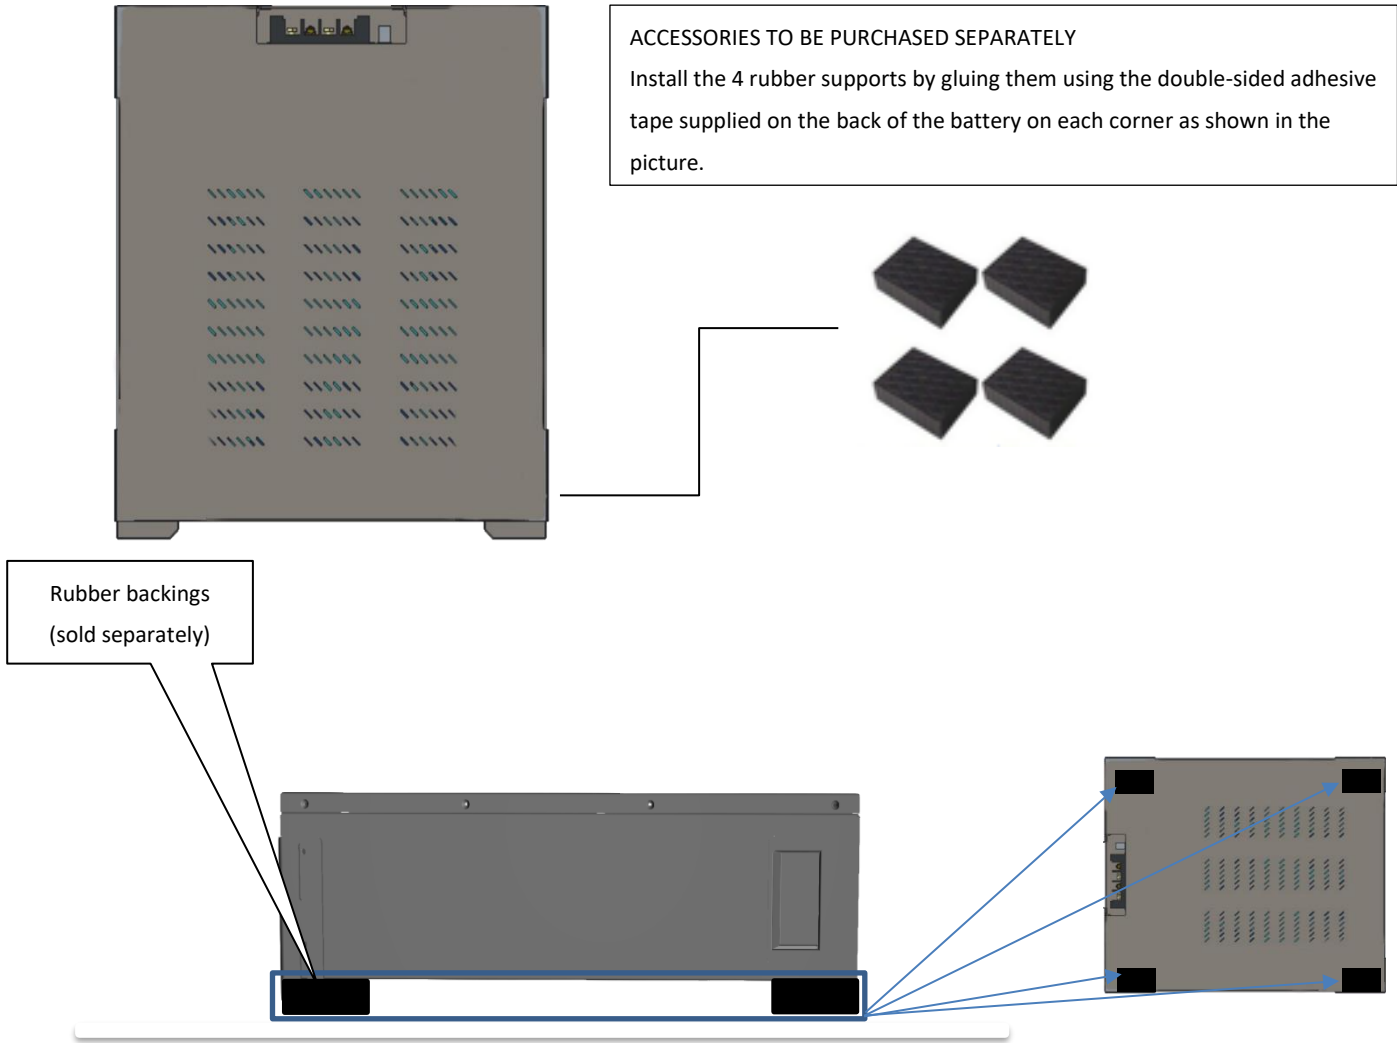 ACCESSORIES TO BE PURCHASED SEPARATELY
Install the 4 rubber supports by gluing them using the double-sided adhesive
tape supplied on the back of the battery on each corner as shown in the
picture.
Rubber backings
(sold separately)